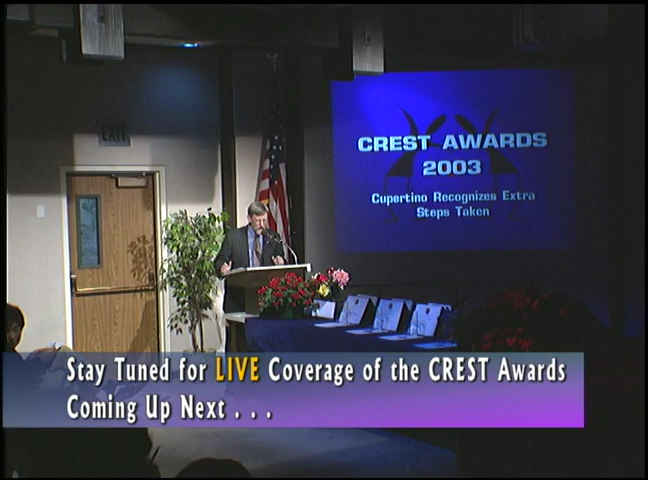 EXIT
CREST AWARDS
2003
Cupertino Recognizes Extra
Steps Taken
Stay Tuned for LIVE Coverage of the CREST Awards
Coming Up Next . . .